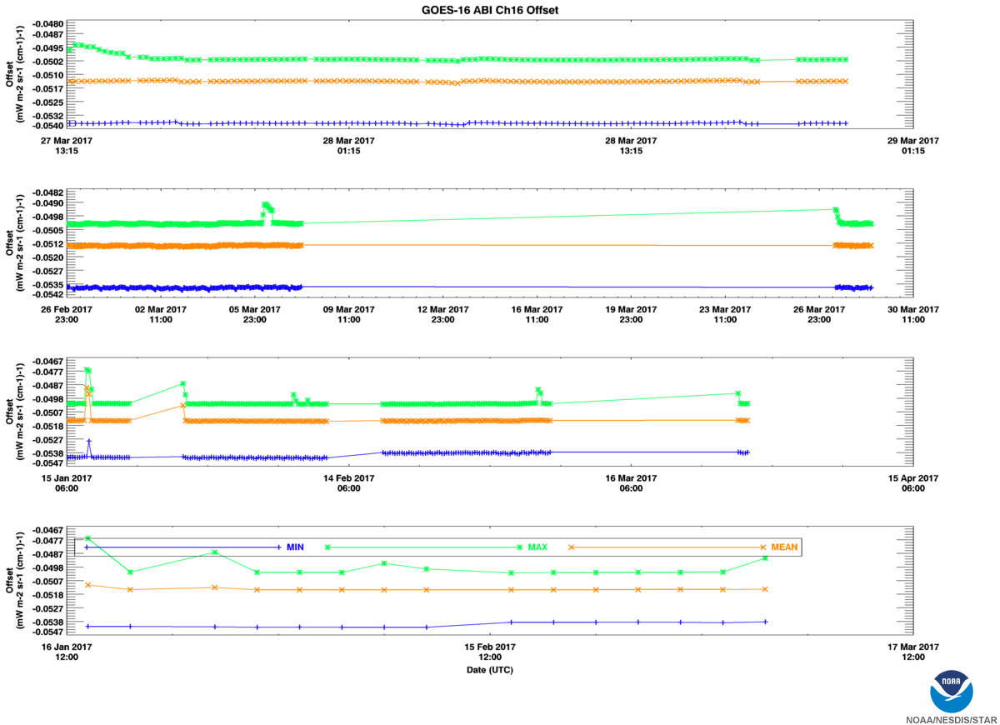 GOES-16 ABI Ch16 Offset
Offset
(mW m-2 sr-1 (cm-1)-1)
-0.0480
-0.0487
-0.0495
-0.0502
-0.0510
-0.0517
-0.0525
-0.0532
-0.0540
27 Mar 2017 28 Mar 2017 28 Mar 2017 29 Mar 2017
13:15 01:15 13:15 01:15
Offset
(mW m-2 sr-1 (cm-1)-1)
-0.0482
-0.0490
-0.0498
-0.0505
-0.0512
-0.0520
-0.0527
-0.0535
-0.0542
26 Feb 2017 02 Mar 2017 05 Mar 2017 09 Mar 2017 12 Mar 2017 16 Mar 2017 19 Mar 2017 23 Mar 2017 26 Mar 2017 30 Mar 2017
23:00 11:00 23:00 11:00 23:00 11:00 23:00 11:00 23:00 11:00
Offset
(mW m-2 sr-1 (cm-1)-1)
-0.0467
-0.0477
-0.0487
-0.0498
-0.0507
-0.0518
-0.0527
-0.0538
-0.0547
15 Jan 2017 14 Feb 2017 16 Mar 2017 15 Apr 2017
06:00 06:00 06:00 06:00
Offset
(mW m-2 sr-1 (cm-1)-1)
-0.0467
-0.0477
-0.0487
-0.0498
-0.0507
-0.0518
-0.0527
-0.0538
-0.0547
MIN MAX MEAN
16 Jan 2017 15 Feb 2017 17 Mar 2017
12:00 12:00 12:00
Date (UTC)
NOAA
NOAA/NESDIS/STAR